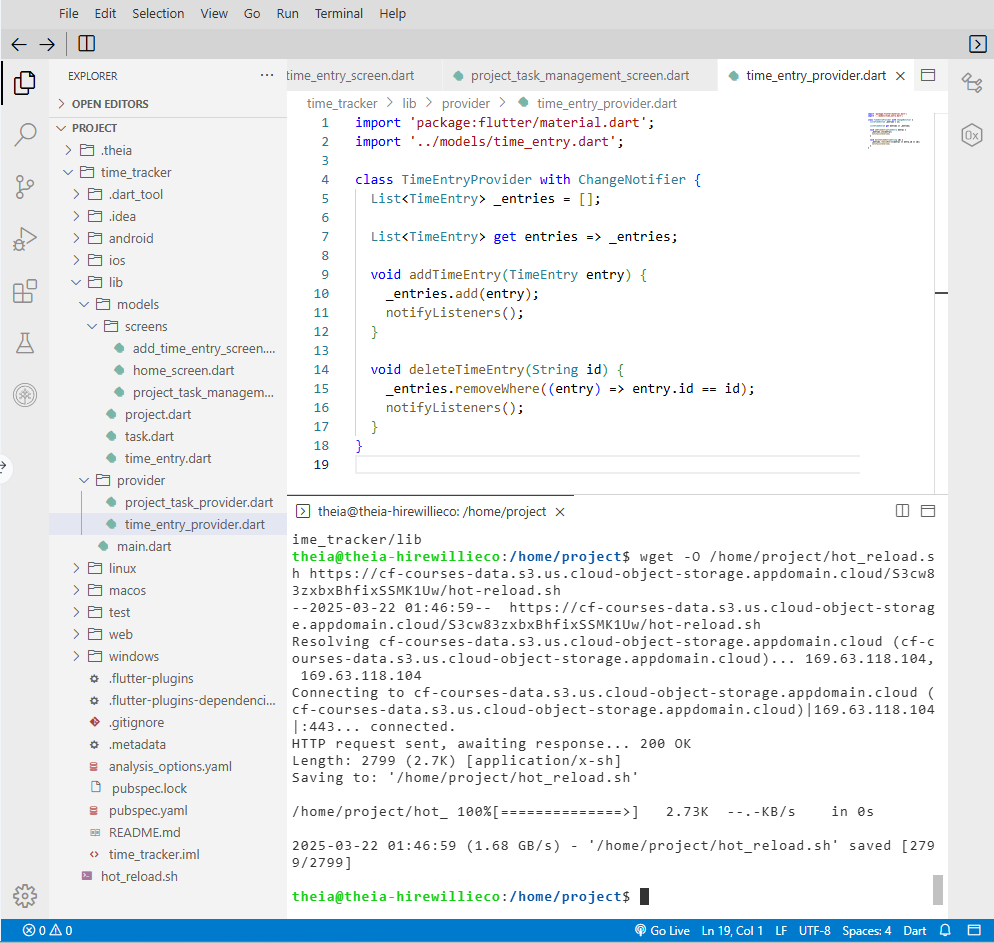 File Edit Selection View Go Run Terminal Help
EXPLORER
OPEN EDITORS
PROJECT
.theia
time_tracker
.dart_tool
.idea
android
ios
lib
models
screens
add_time_entry_screen....
home_screen.dart
project_task_managem...
project.dart
task.dart
time_entry.dart
provider
project_task_provider.dart
time_entry_provider.dart
main.dart
linux
macos
test
web
windows
.flutter-plugins
.flutter-plugins-dependenci...
.gitignore
.metadata
analysis_options.yaml
pubspec.lock
pubspec.yaml
README.md
time_tracker.iml
hot_reload.sh
time_entry_screen.dart project_task_management_screen.dart time_entry_provider.dart
time_tracker > lib > provider > time_entry_provider.dart
1 import 'package:flutter/material.dart';
2 import '../models/time_entry.dart';
3
4 class TimeEntryProvider with ChangeNotifier {
5 List<TimeEntry> _entries = [];
6
7 List<TimeEntry> get entries => _entries;
8
9 void addTimeEntry(TimeEntry entry) {
10 _entries.add(entry);
11 notifyListeners();
12 }
13
14 void deleteTimeEntry(String id) {
15 _entries.removeWhere((entry) => entry.id == id);
16 notifyListeners();
17 }
18 }
19
theia@theia-hirewillieco: /home/project
ime_tracker/lib
theia@theia-hirewillieco:/home/project$ wget -O /home/project/hot_reload.s
h https://cf-courses-data.s3.us.cloud-object-storage.appdomain.cloud/S3cw8
3zxbxBhfixSSMK1Uw/hot-reload.sh
--2025-03-22 01:46:59-- https://cf-courses-data.s3.us.cloud-object-storag
e.appdomain.cloud/S3cw83zxbxBhfixSSMK1Uw/hot-reload.sh
Resolving cf-courses-data.s3.us.cloud-object-storage.appdomain.cloud (cf-c
ourses-data.s3.us.cloud-object-storage.appdomain.cloud)... 169.63.118.104,
169.63.118.104
Connecting to cf-courses-data.s3.us.cloud-object-storage.appdomain.cloud (
cf-courses-data.s3.us.cloud-object-storage.appdomain.cloud)|169.63.118.104
|:443... connected.
HTTP request sent, awaiting response... 200 OK
Length: 2799 (2.7K) [application/x-sh]
Saving to: '/home/project/hot_reload.sh'
/home/project/hot_ 100%[==============>] 2.73K --.-KB/s in 0s
2025-03-22 01:46:59 (1.68 GB/s) - '/home/project/hot_reload.sh' saved [279
9/2799]
theia@theia-hirewillieco:/home/project$
0 0 Go Live Ln 19, Col 1 LF UTF-8 Spaces: 4 Dart